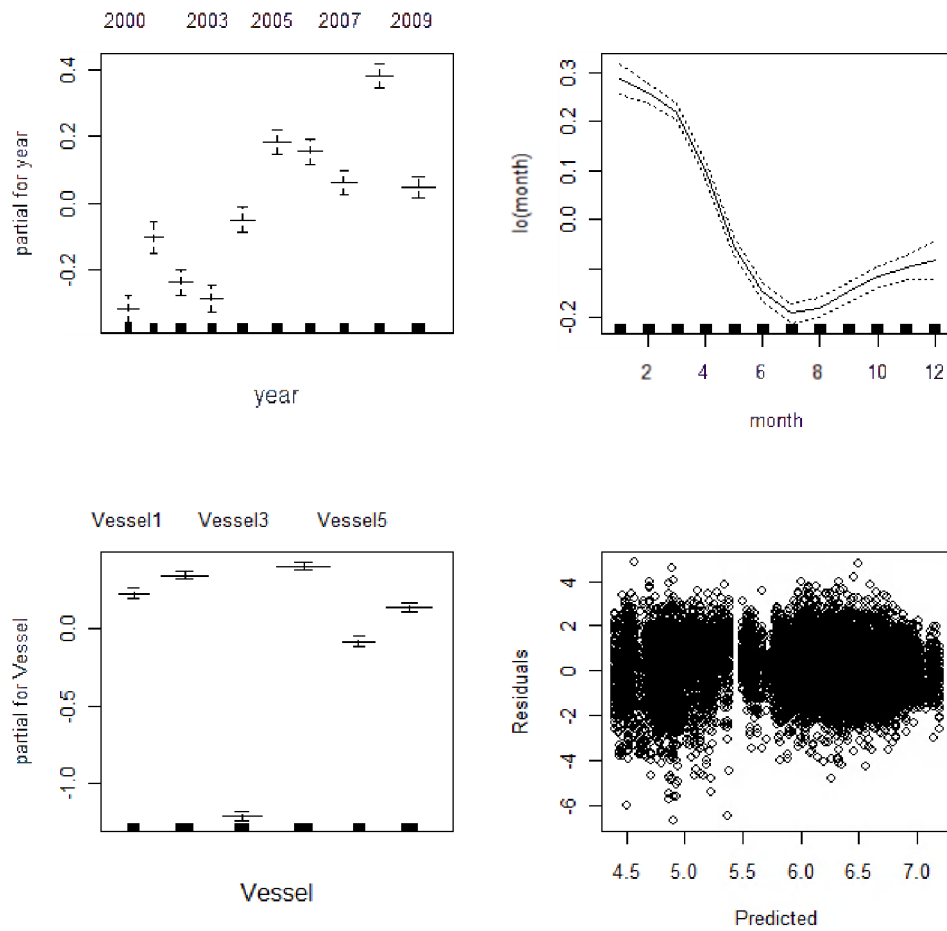 2000 2003 2005 2007 2009
partial for year
0.4
0.2
0.0
-0.2
year
lo(month)
0.3
0.2
0.1
0.0
-0.2
2 4 6 8 10 12
month
Vessel1 Vessel3 Vessel5
partial for Vessel
0.0
-0.5
-1.0
Vessel
Residuals
4
2
0
-2
-4
-6
4.5 5.0 5.5 6.0 6.5 7.0
Predicted